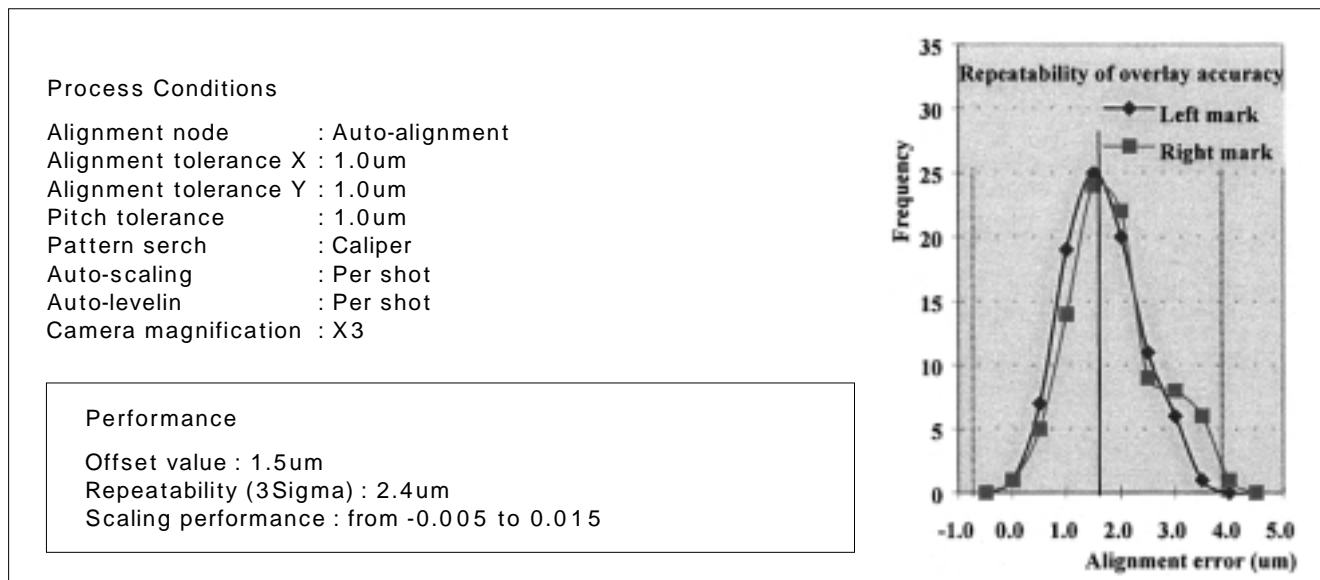 Process Conditions
Alignment node : Auto-alignment
Alignment tolerance X : 1.0um
Alignment tolerance Y : 1.0um
Pitch tolerance : 1.0um
Pattern serch : Caliper
Auto-scaling : Per shot
Auto-levelin : Per shot
Camera magnification : X3
Performance
Offset value : 1.5um
Repeatability (3Sigma) : 2.4um
Scaling performance : from -0.005 to 0.015
Repeatability of overlay accuracy
Left mark
Right mark
Frequency
35
30
25
20
15
10
5
0
-1.0 0.0 1.0 2.0 3.0 4.0 5.0
Alignment error (um)